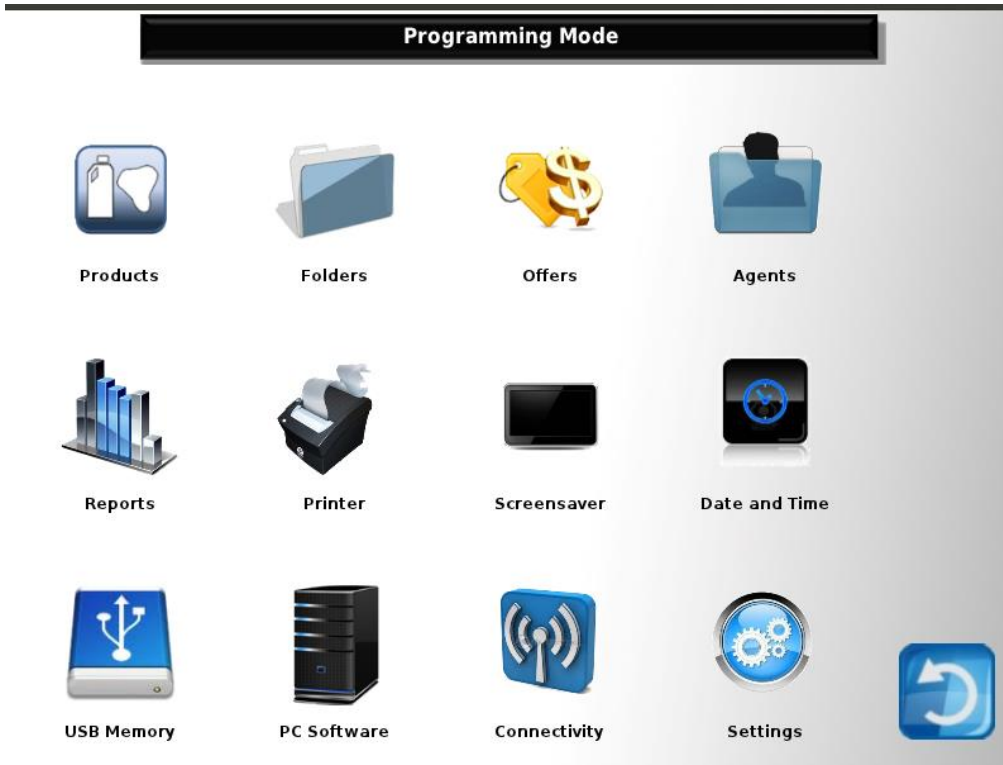 Programming Mode
Products
Folders
Offers
Agents
Reports
Printer
Screensaver
Date and Time
USB Memory
PC Software
Connectivity
Settings